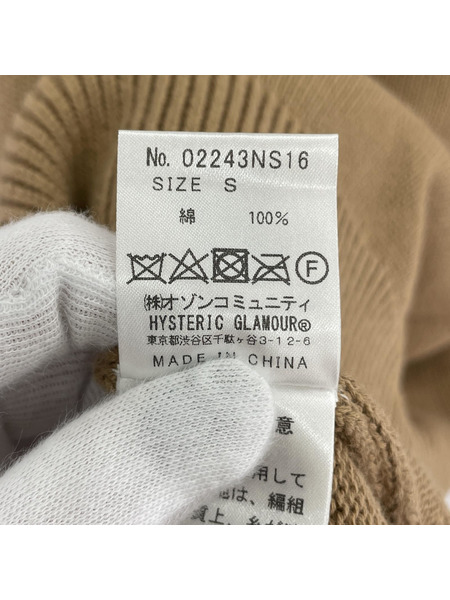 No. 02243NS16
SIZE S
綿 100%
F
㈱オゾンコミュニティ
HYSTERIC GLAMOUR®
東京都渋谷区千駄ヶ谷3-12-6
MADE IN CHINA
意
用して
は、編組
質上、